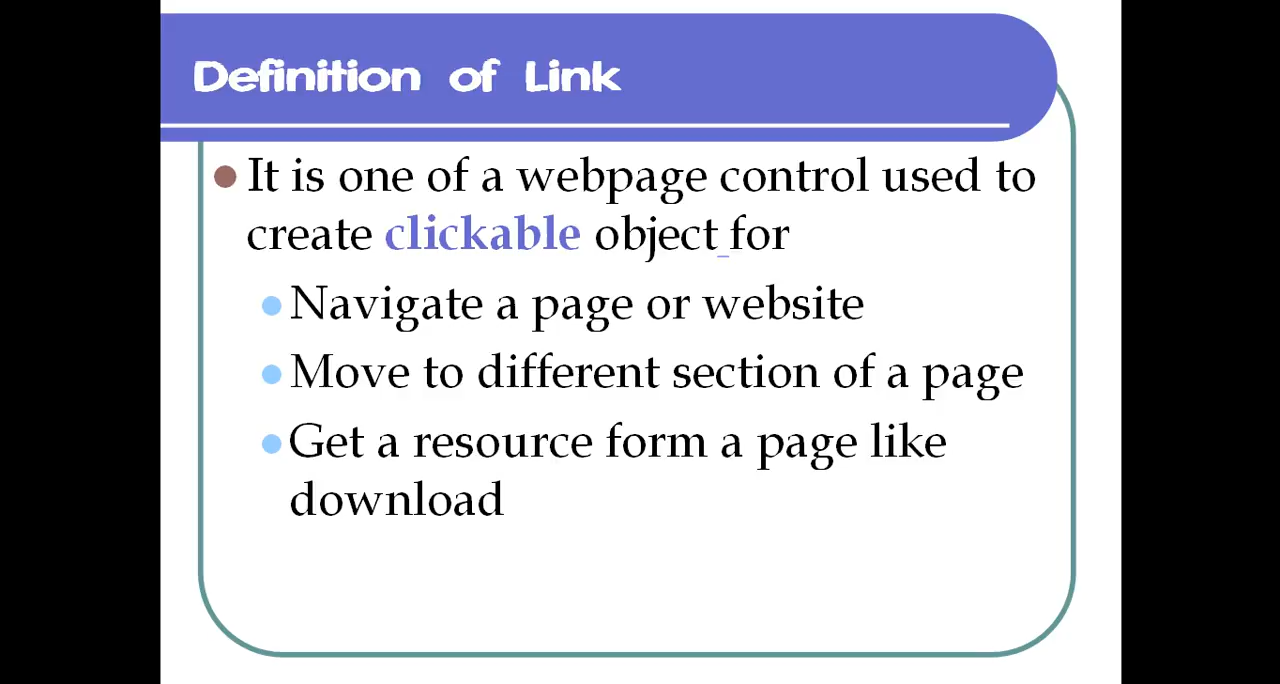 Definition of Link
It is one of a webpage control used to
create clickable object for
Navigate a page or website
Move to different section of a page
Get a resource form a page like
download